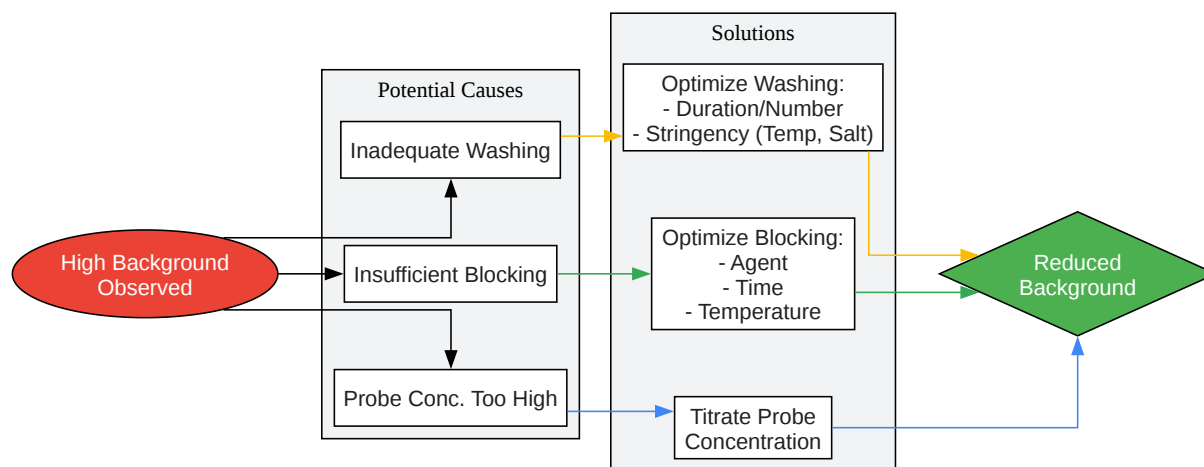 High Background
Observed
Potential Causes
Inadequate Washing
Insufficient Blocking
Probe Conc. Too High
Solutions
Optimize Washing:
- Duration/Number
- Stringency (Temp, Salt)
Optimize Blocking:
- Agent
- Time
- Temperature
Titrate Probe
Concentration
Reduced
Background